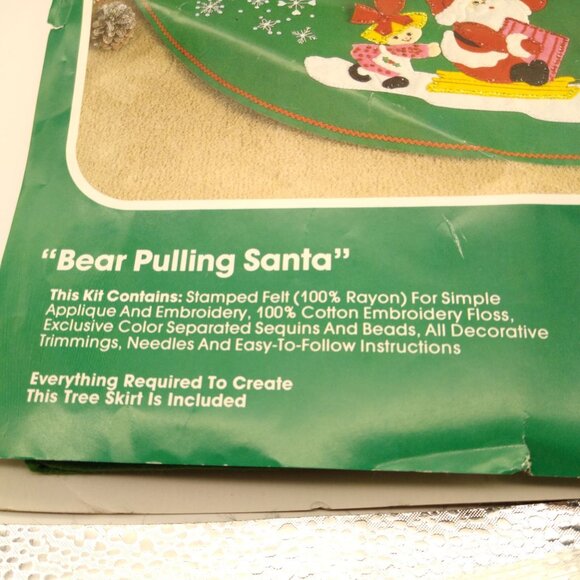 "Bear Pulling Santa"
This Kit Contains: Stamped Felt (100% Rayon) For Simple
Applique And Embroidery, 100% Cotton Embroidery Floss,
Exclusive Color Separated Sequins And Beads, All Decorative
Trimmings, Needles And Easy-To-Follow Instructions
Everything Required To Create
This Tree Skirt Is Included